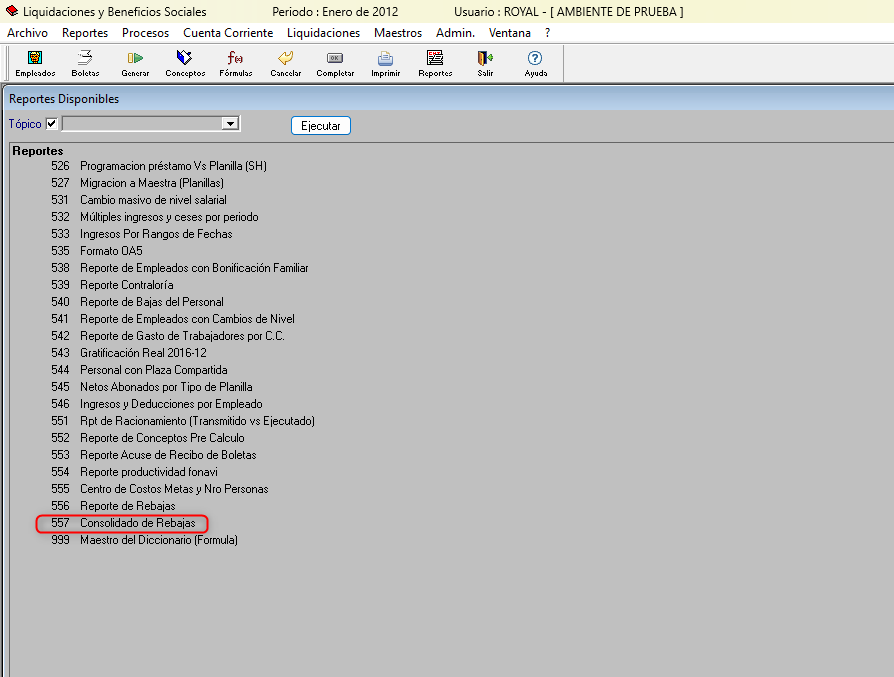 Liquidaciones y Beneficios Sociales Periodo : Enero de 2012 Usuario : ROYAL - [ AMBIENTE DE PRUEBA ]
Archivo Reportes Procesos Cuenta Corriente Liquidaciones Maestros Admin. Ventana ?
Empleados Boletas Generar Conceptos Fórmulas Cancelar Completar Imprimir Reportes Salir Ayuda
Reportes Disponibles
Tópico Ejecutar
Reportes
526 Programacion préstamo Vs Planilla (SH)
527 Migracion a Maestra (Planillas)
531 Cambio masivo de nivel salarial
532 Múltiples ingresos y ceses por periodo
533 Ingresos Por Rangos de Fechas
535 Formato OA5
538 Reporte de Empleados con Bonificación Familiar
539 Reporte Contraloría
540 Reporte de Bajas del Personal
541 Reporte de Empleados con Cambios de Nivel
542 Reporte de Gasto de Trabajadores por C.C.
543 Gratificación Real 2016-12
544 Personal con Plaza Compartida
545 Netos Abonados por Tipo de Planilla
546 Ingresos y Deducciones por Empleado
551 Rpt de Racionamiento (Transmitido vs Ejecutado)
552 Reporte de Conceptos Pre Calculo
553 Reporte Acuse de Recibo de Boletas
554 Reporte productividad fonavi
555 Centro de Costos Metas y Nro Personas
556 Reporte de Rebajas
557 Consolidado de Rebajas
999 Maestro del Diccionario (Formula)